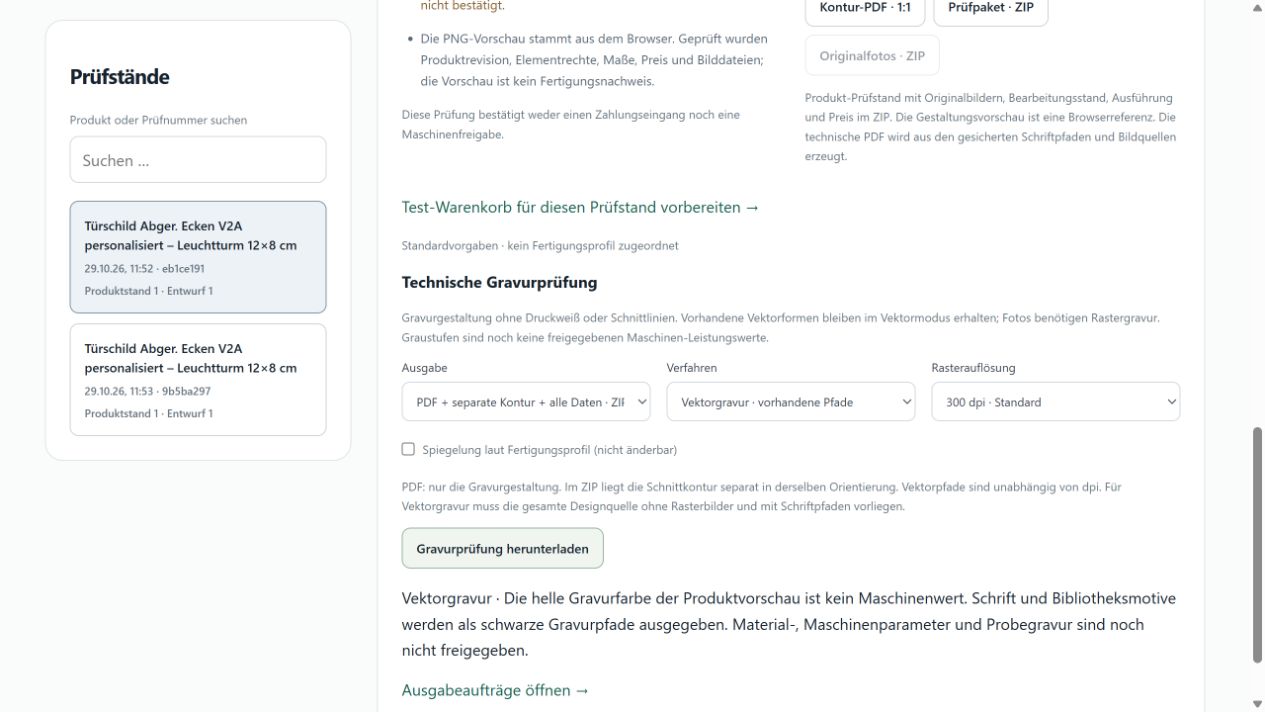 Prüfstände
Produkt oder Prüfnummer suchen
Suchen ...
Türschild Abger. Ecken V2A
personalisiert – Leuchtturm 12×8 cm
29.10.26, 11:52 · eb1ce191
Produktstand 1 · Entwurf 1
Türschild Abger. Ecken V2A
personalisiert – Leuchtturm 12×8 cm
29.10.26, 11:53 · 9b5ba297
Produktstand 1 · Entwurf 1
nicht bestätigt.
• Die PNG-Vorschau stammt aus dem Browser. Geprüft wurden
Produktrevision, Elementrechte, Maße, Preis und Bilddateien;
die Vorschau ist kein Fertigungsnachweis.
Diese Prüfung bestätigt weder einen Zahlungseingang noch eine
Maschinenfreigabe.
Kontur-PDF · 1:1
Prüfpaket · ZIP
Originalfotos · ZIP
Produkt-Prüfstand mit Originalbildern, Bearbeitungsstand, Ausführung
und Preis im ZIP. Die Gestaltungsvorschau ist eine Browserreferenz. Die
technische PDF wird aus den gesicherten Schriftpfaden und Bildquellen
erzeugt.
Test-Warenkorb für diesen Prüfstand vorbereiten →
Standardvorgaben · kein Fertigungsprofil zugeordnet
Technische Gravurprüfung
Gravurgestaltung ohne Druckweiß oder Schnittlinien. Vorhandene Vektorformen bleiben im Vektormodus erhalten; Fotos benötigen Rastergravur.
Graustufen sind noch keine freigegebenen Maschinen-Leistungswerte.
Ausgabe
Verfahren
Rasterauflösung
PDF + separate Kontur + alle Daten · ZIP
Vektorgravur · vorhandene Pfade
300 dpi · Standard
Spiegelung laut Fertigungsprofil (nicht änderbar)
PDF: nur die Gravurgestaltung. Im ZIP liegt die Schnittkontur separat in derselben Orientierung. Vektorpfade sind unabhängig von dpi. Für
Vektorgravur muss die gesamte Designquelle ohne Rasterbilder und mit Schriftpfaden vorliegen.
Gravurprüfung herunterladen
Vektorgravur · Die helle Gravurfarbe der Produktvorschau ist kein Maschinenwert. Schrift und Bibliotheksmotive
werden als schwarze Gravurpfade ausgegeben. Material-, Maschinenparameter und Probegravur sind noch
nicht freigegeben.
Ausgabeaufträge öffnen →